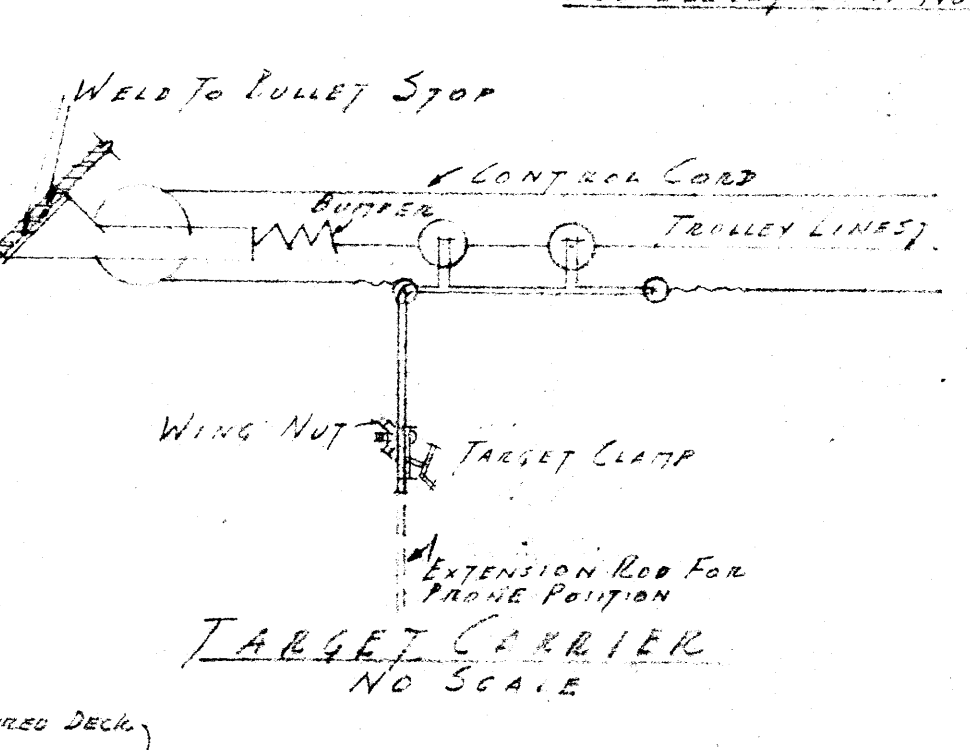 WELD TO BULLET STOP
CONTROL CORD
BUMPER
TROLLEY LINES
WING NUT
TARGET CLAMP
EXTENSION ROD FOR
PRONE POSITION
TARGET CARRIER
NO SCALE
DECK